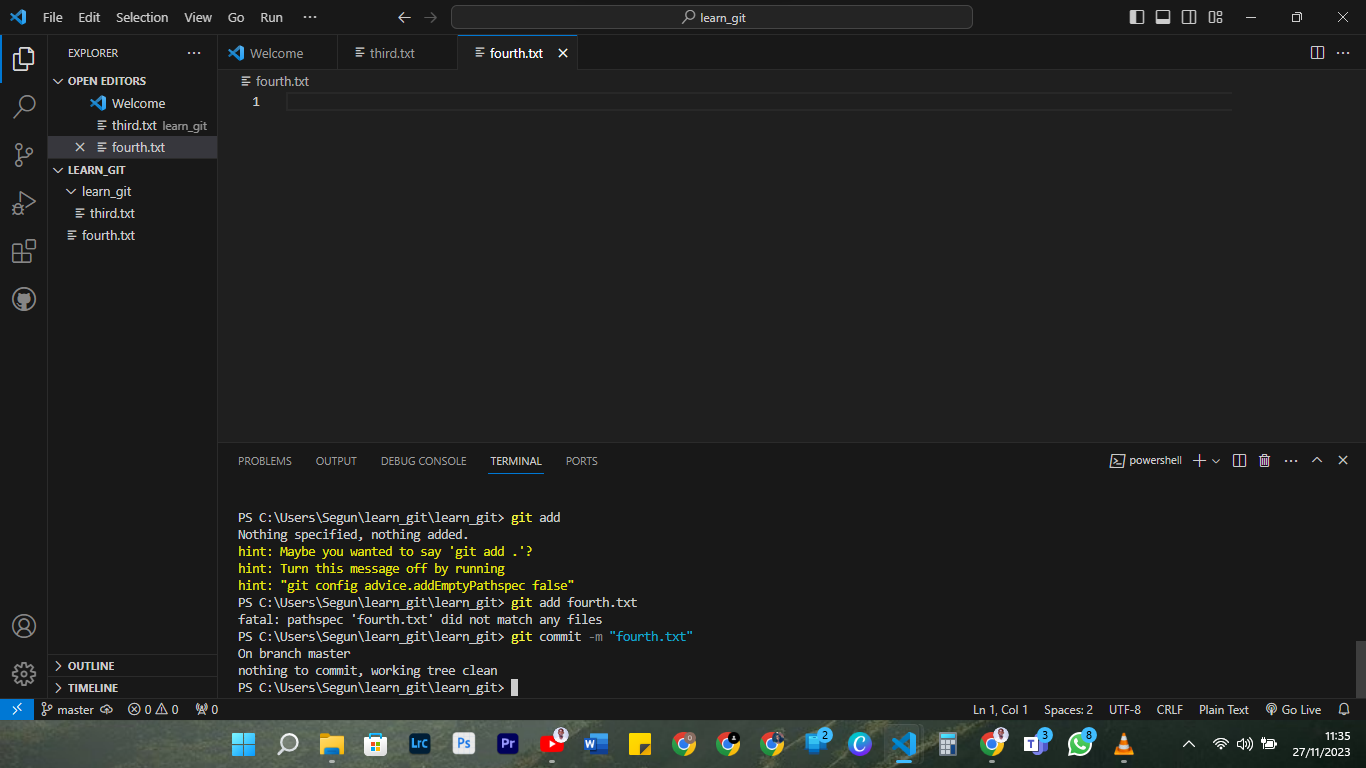 File Edit Selection View Go Run ···
learn_git
EXPLORER ···
OPEN EDITORS
Welcome
third.txt learn_git
fourth.txt
LEARN_GIT
learn_git
third.txt
fourth.txt
OUTLINE
TIMELINE
Welcome third.txt fourth.txt
fourth.txt
1
PROBLEMS OUTPUT DEBUG CONSOLE TERMINAL PORTS
powershell
PS C:\Users\Segun\learn_git\learn_git> git add
Nothing specified, nothing added.
hint: Maybe you wanted to say 'git add .'?
hint: Turn this message off by running
hint: "git config advice.addEmptyPathspec false"
PS C:\Users\Segun\learn_git\learn_git> git add fourth.txt
fatal: pathspec 'fourth.txt' did not match any files
PS C:\Users\Segun\learn_git\learn_git> git commit -m "fourth.txt"
On branch master
nothing to commit, working tree clean
PS C:\Users\Segun\learn_git\learn_git>
master 0 0 0 Ln 1, Col 1 Spaces: 2 UTF-8 CRLF Plain Text Go Live
Lrc Ps Pr W 2 C T 3 8 11:35
27/11/2023